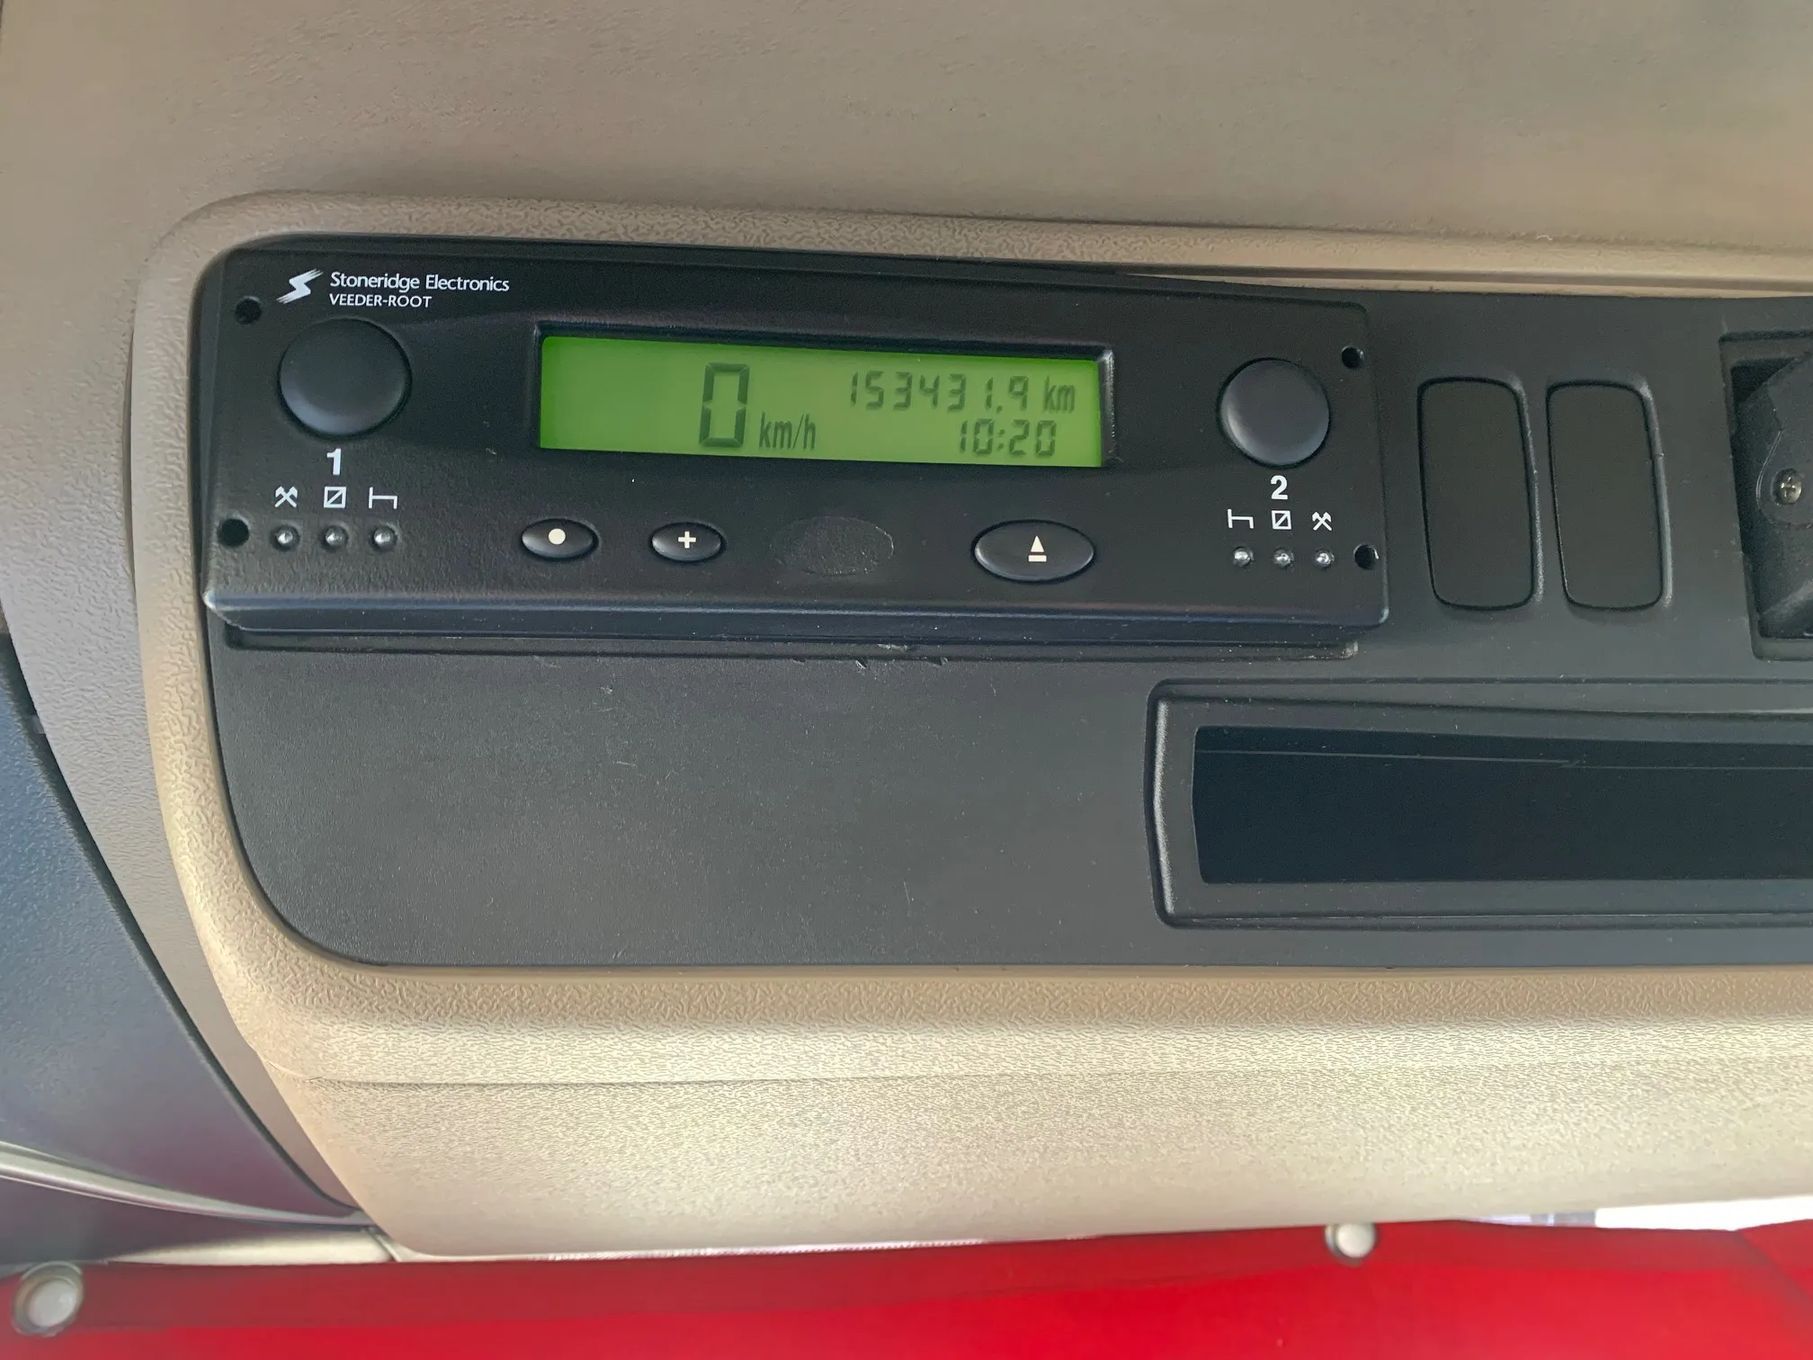 Stoneridge Electronics
VEEDER-ROOT
0 km/h
153431.9 km
10:20
1
2